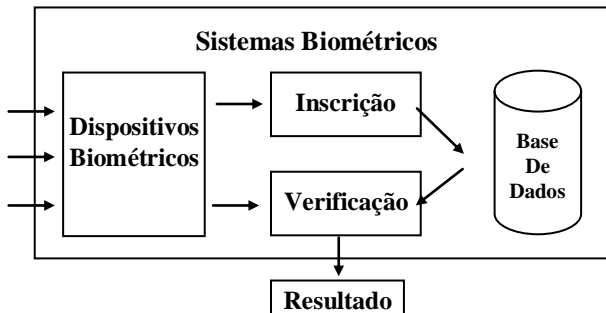 Sistemas Biométricos
Dispositivos
Biométricos
Inscrição
Verificação
Base
De
Dados
Resultado